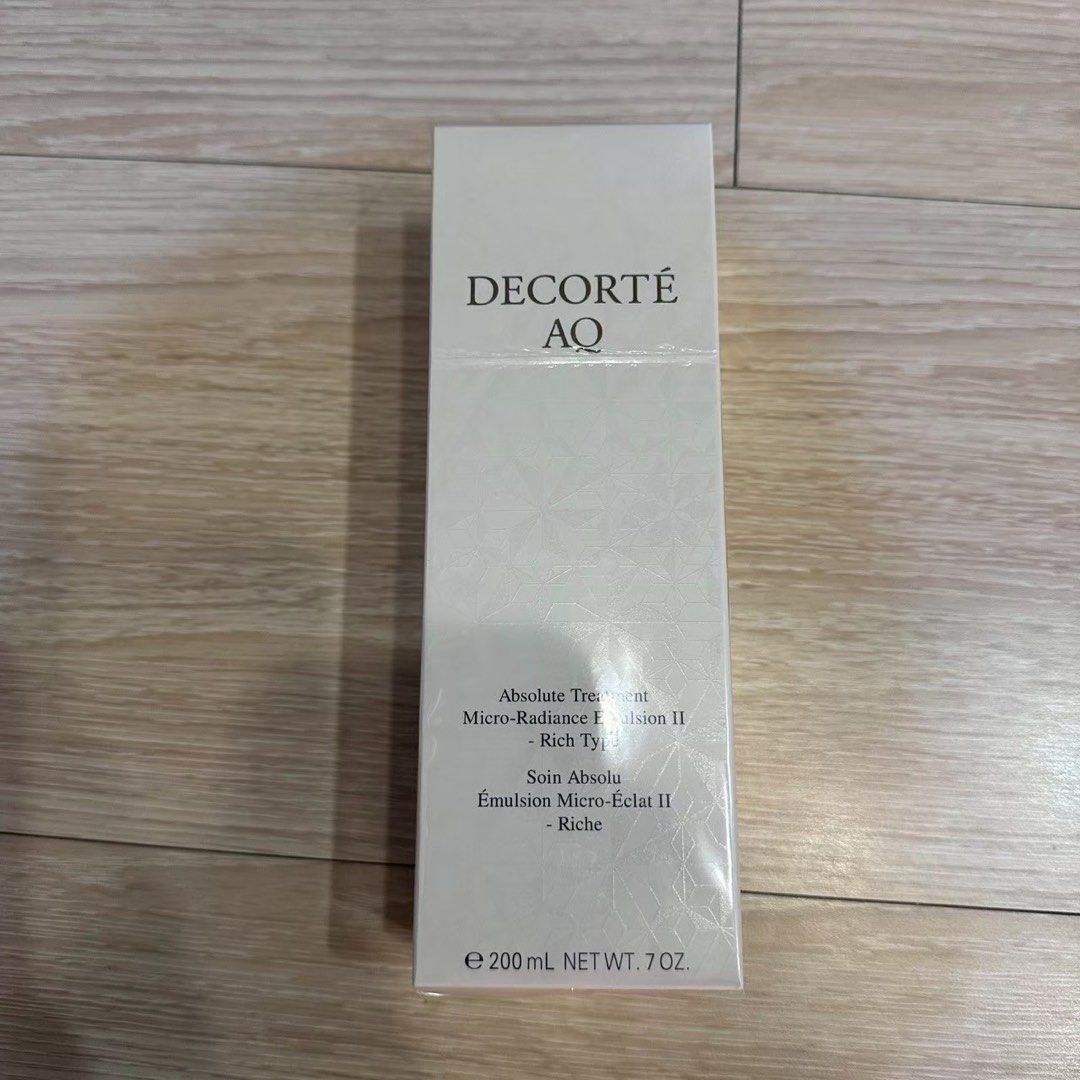 DECORTÉ
AQ
Absolute Treatment
Micro-Radiance Emulsion II
- Rich Type
Soin Absolu
Émulsion Micro-Éclat II
- Riche
℮ 200 mL NET WT. 7 OZ.